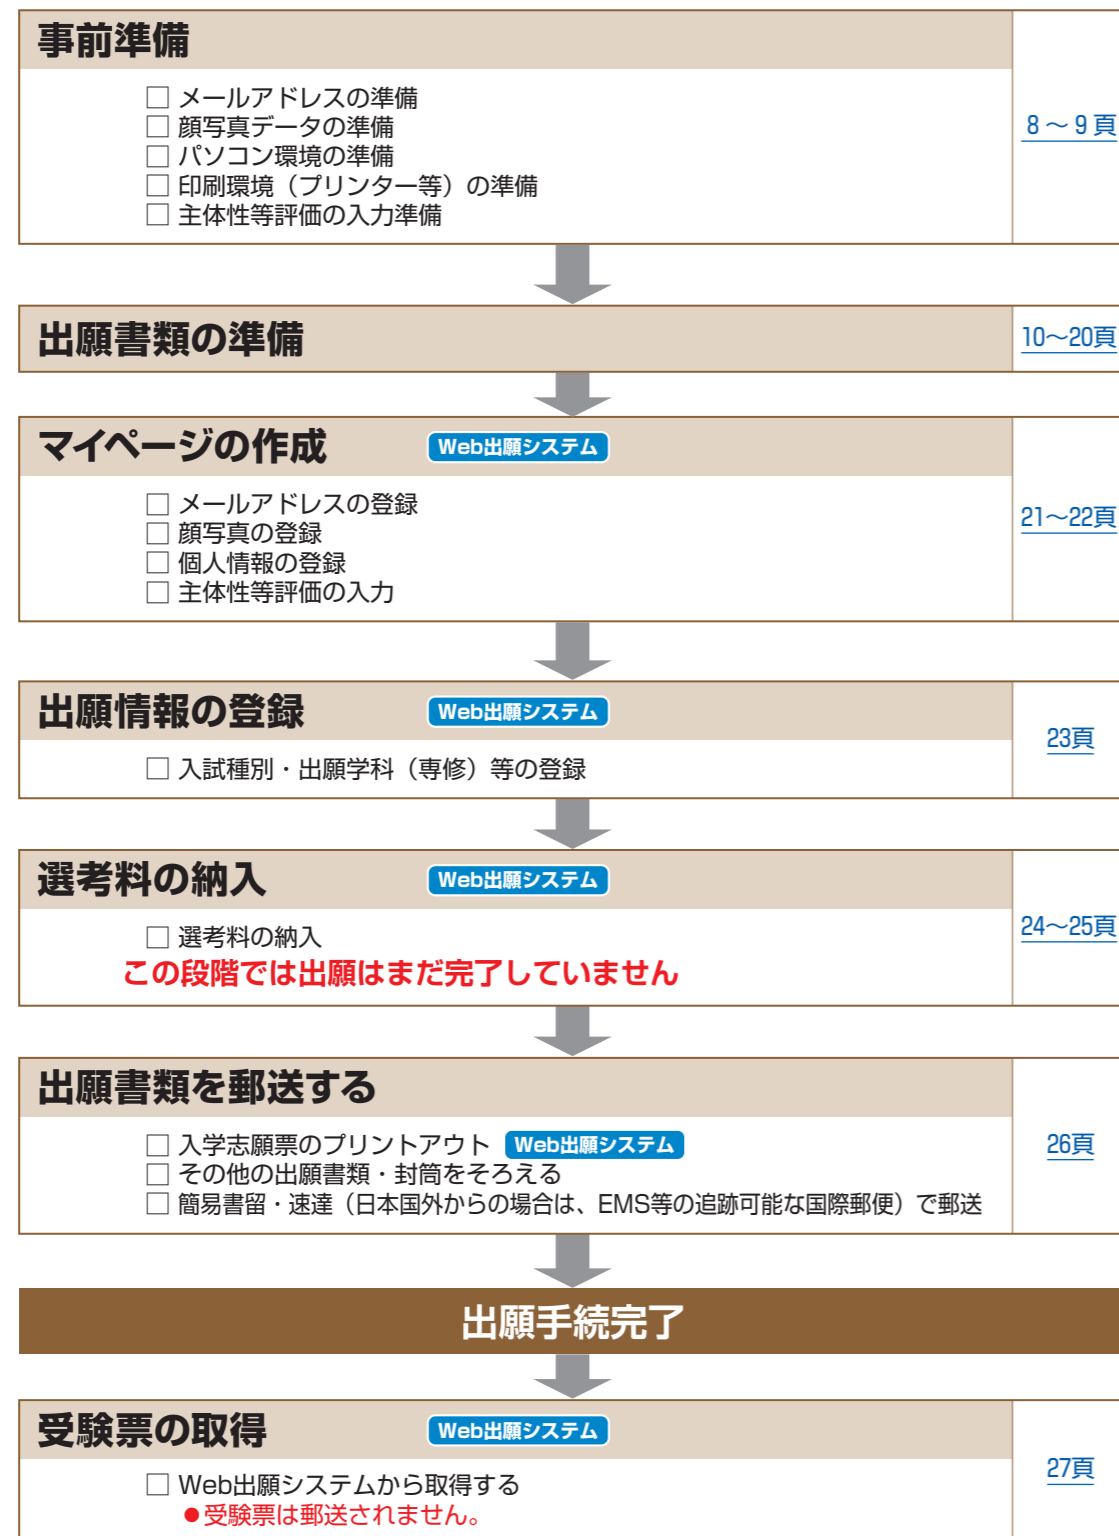 事前準備
□ メールアドレスの準備
□ 顔写真データの準備
□ パソコン環境の準備
□ 印刷環境（プリンター等）の準備
□ 主体性等評価の入力準備
8～9頁
出願書類の準備
10～20頁
マイページの作成 Web出願システム
□ メールアドレスの登録
□ 顔写真の登録
□ 個人情報の登録
□ 主体性等評価の入力
21～22頁
出願情報の登録 Web出願システム
□ 入試種別・出願学科（専修）等の登録
23頁
選考料の納入 Web出願システム
□ 選考料の納入
この段階では出願はまだ完了していません
24～25頁
出願書類を郵送する
□ 入学志願票のプリントアウト Web出願システム
□ その他の出願書類・封筒をそろえる
□ 簡易書留・速達（日本国外からの場合は、EMS等の追跡可能な国際郵便）で郵送
26頁
出願手続完了
受験票の取得 Web出願システム
□ Web出願システムから取得する
●受験票は郵送されません。
27頁